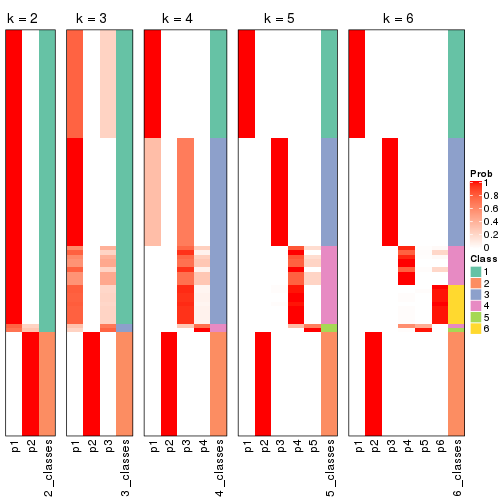 k = 2
k = 3
k = 4
k = 5
k = 6
p1
p2
2_classes
p1
p2
p3
3_classes
p1
p2
p3
p4
4_classes
p1
p2
p3
p4
p5
5_classes
p1
p2
p3
p4
p5
p6
6_classes
Prob
1
0.8
0.6
0.4
0.2
0
Class
1
2
3
4
5
6